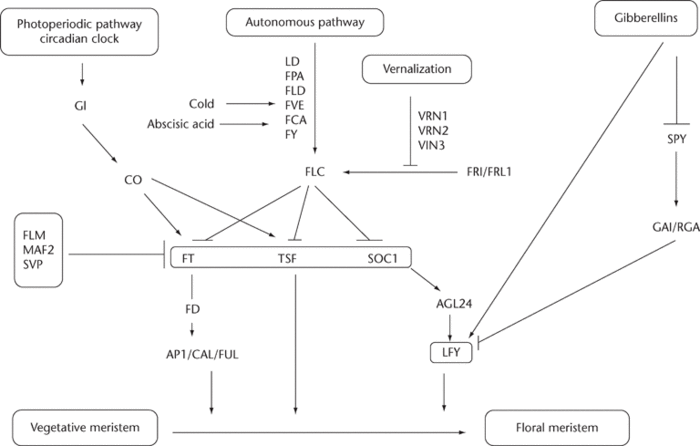 Photoperiodic pathway
circadian clock
Autonomous pathway
Gibberellins
LD
FPA
FLD
FVE
FCA
FY
Vernalization
Cold
Abscisic acid
GI
VRN1
VRN2
VIN3
SPY
CO
FLC
FRI/FRL1
FLM
MAF2
SVP
GAI/RGA
FT
TSF
SOC1
FD
AGL24
AP1/CAL/FUL
LFY
Vegetative meristem
Floral meristem